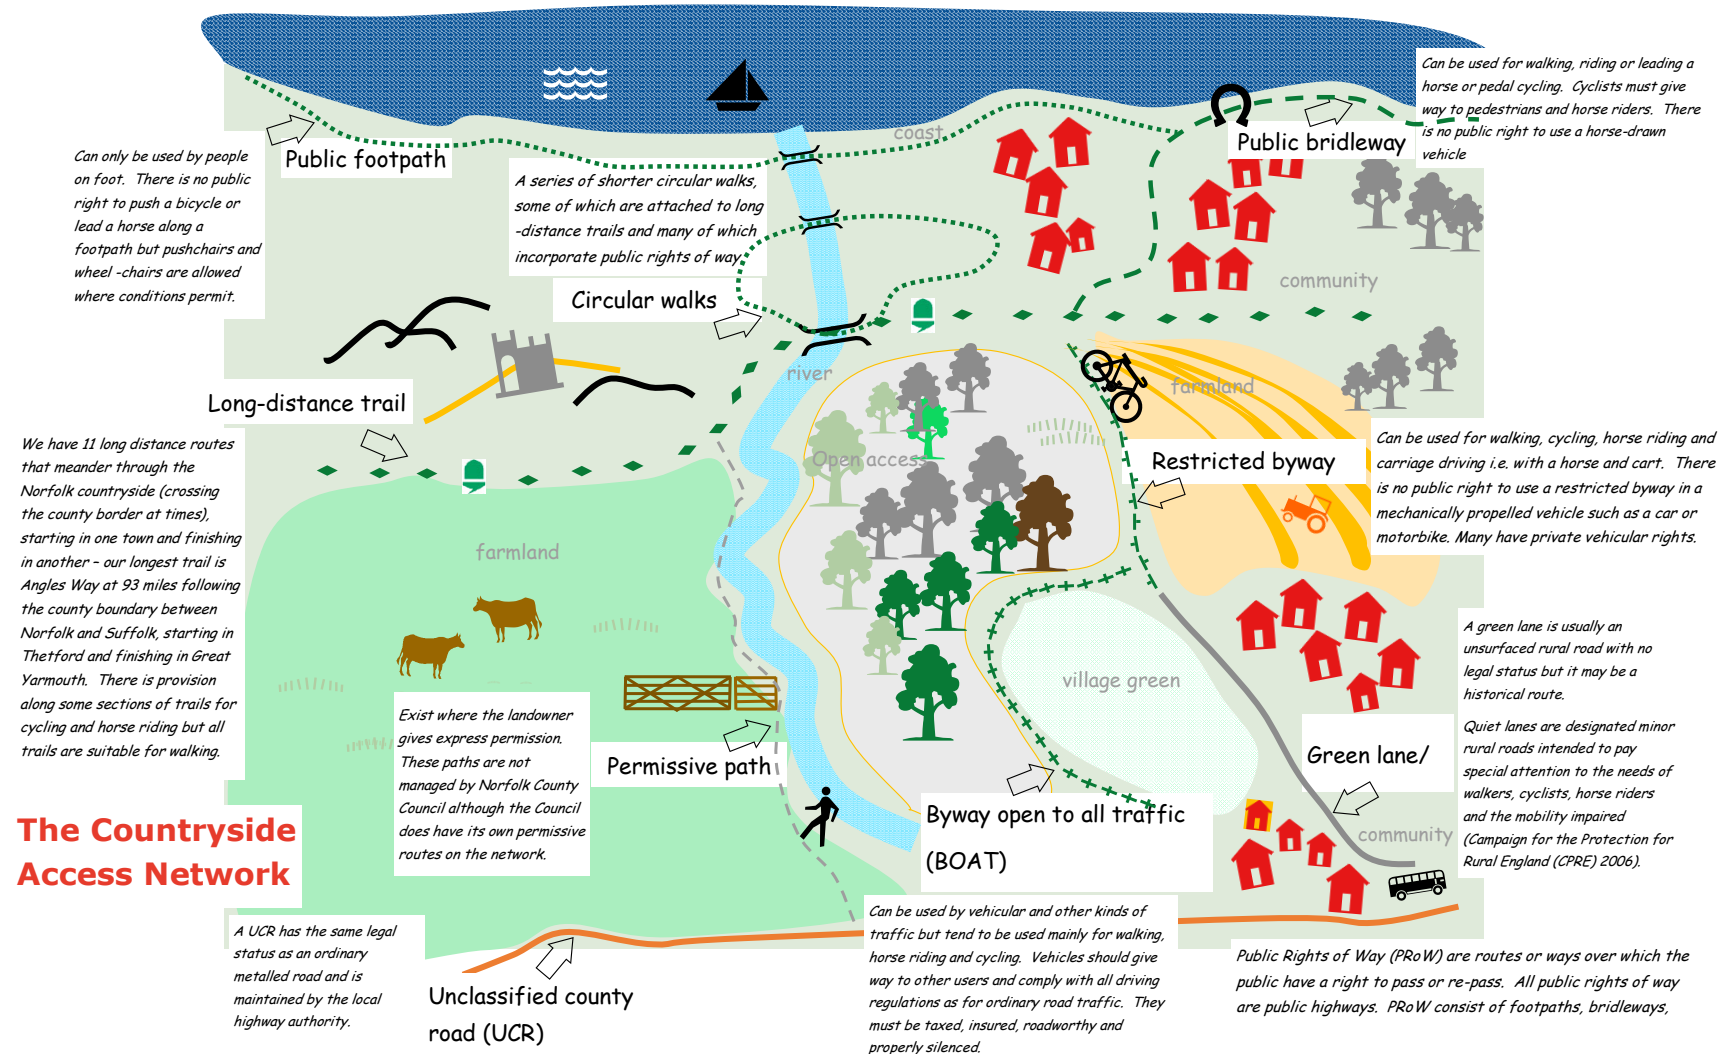 Can be used for walking, riding or leading a
horse or pedal cycling.  Cyclists must give
way to pedestrians and horse riders.  There
is no public right to use a horse-drawn
vehicle
coast
Public bridleway
Public footpath
Can only be used by people
on foot.  There is no public
right to push a bicycle or
lead a horse along a
footpath but pushchairs and
wheel -chairs are allowed
where conditions permit.
A series of shorter circular walks,
some of which are attached to long
-distance trails and many of which
incorporate public rights of way.
Circular walks
community
river
farmland
Long-distance trail
We have 11 long distance routes
that meander through the
Norfolk countryside (crossing
the county border at times),
starting in one town and finishing
in another – our longest trail is
Angles Way at 93 miles following
the county boundary between
Norfolk and Suffolk, starting in
Thetford and finishing in Great
Yarmouth.  There is provision
along some sections of trails for
cycling and horse riding but all
trails are suitable for walking.
Open access
Restricted byway
Can be used for walking, cycling, horse riding and
carriage driving i.e. with a horse and cart.  There
is no public right to use a restricted byway in a
mechanically propelled vehicle such as a car or
motorbike. Many have private vehicular rights.
farmland
village green
A green lane is usually an
unsurfaced rural road with no
legal status but it may be a
historical route.
Quiet lanes are designated minor
rural roads intended to pay
special attention to the needs of
walkers, cyclists, horse riders
and the mobility impaired
(Campaign for the Protection for
Rural England (CPRE) 2006).
Green lane/
community
Exist where the landowner
gives express permission.
These paths are not
managed by Norfolk County
Council although the Council
does have its own permissive
routes on the network.
Permissive path
Byway open to all traffic
(BOAT)
The Countryside
Access Network
Can be used by vehicular and other kinds of
traffic but tend to be used mainly for walking,
horse riding and cycling.  Vehicles should give
way to other users and comply with all driving
regulations as for ordinary road traffic.  They
must be taxed, insured, roadworthy and
properly silenced.
A UCR has the same legal
status as an ordinary
metalled road and is
maintained by the local
highway authority.
Unclassified county
road (UCR)
Public Rights of Way (PRoW) are routes or ways over which the
public have a right to pass or re-pass.  All public rights of way
are public highways.  PRoW consist of footpaths, bridleways,